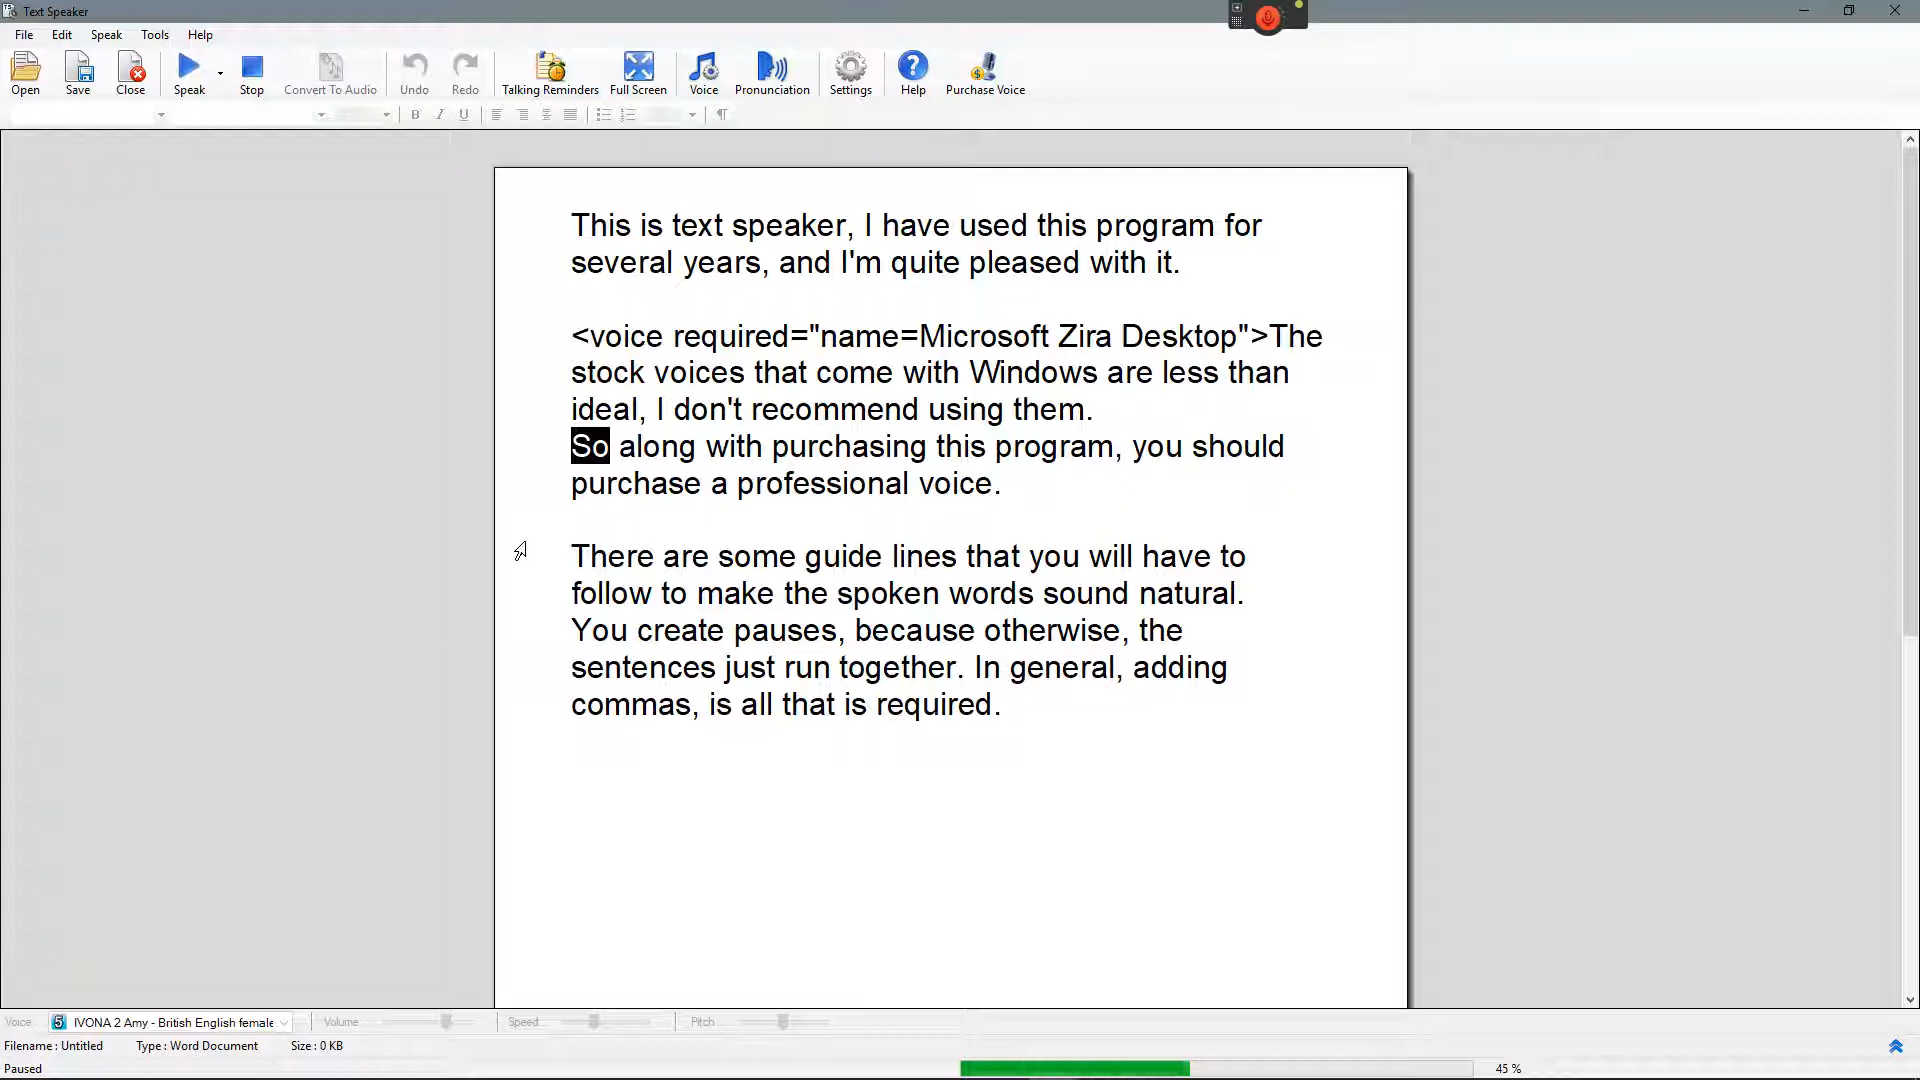 Text Speaker
File Edit Speak Tools Help
Open Save Close Speak Stop Convert To Audio Undo Redo Talking Reminders Full Screen Voice Pronunciation Settings Help Purchase Voice
B I U
This is text speaker, I have used this program for
several years, and I'm quite pleased with it.
<voice required="name=Microsoft Zira Desktop">The
stock voices that come with Windows are less than
ideal, I don't recommend using them.
So along with purchasing this program, you should
purchase a professional voice.
There are some guide lines that you will have to
follow to make the spoken words sound natural.
You create pauses, because otherwise, the
sentences just run together. In general, adding
commas, is all that is required.
Voice 5 IVONA 2 Amy - British English female Volume Speed Pitch
Filename : Untitled Type : Word Document Size : 0 KB
Paused 45 %